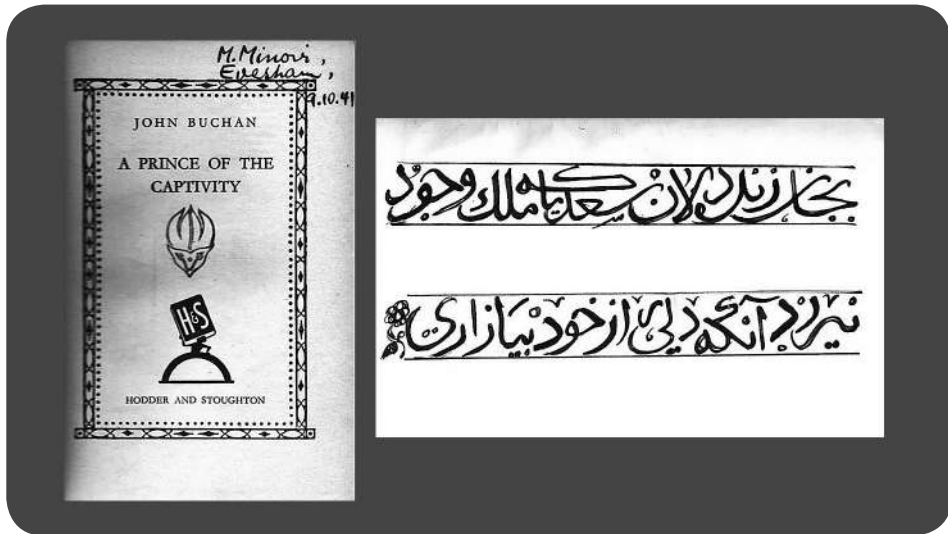 M. Minovi,
Evesham,
9.10.41
JOHN BUCHAN
A PRINCE OF THE
CAPTIVITY
H&S
HODDER AND STOUGHTON
بجان زنده دلان سعدیا که ملک وجود
نیرزد آنکه دلی از خود بیازاری